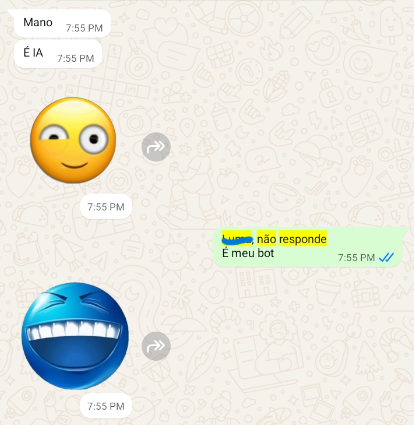 Mano 7:55 PM
É IA 7:55 PM
7:55 PM
, não responde
É meu bot 7:55 PM
7:55 PM